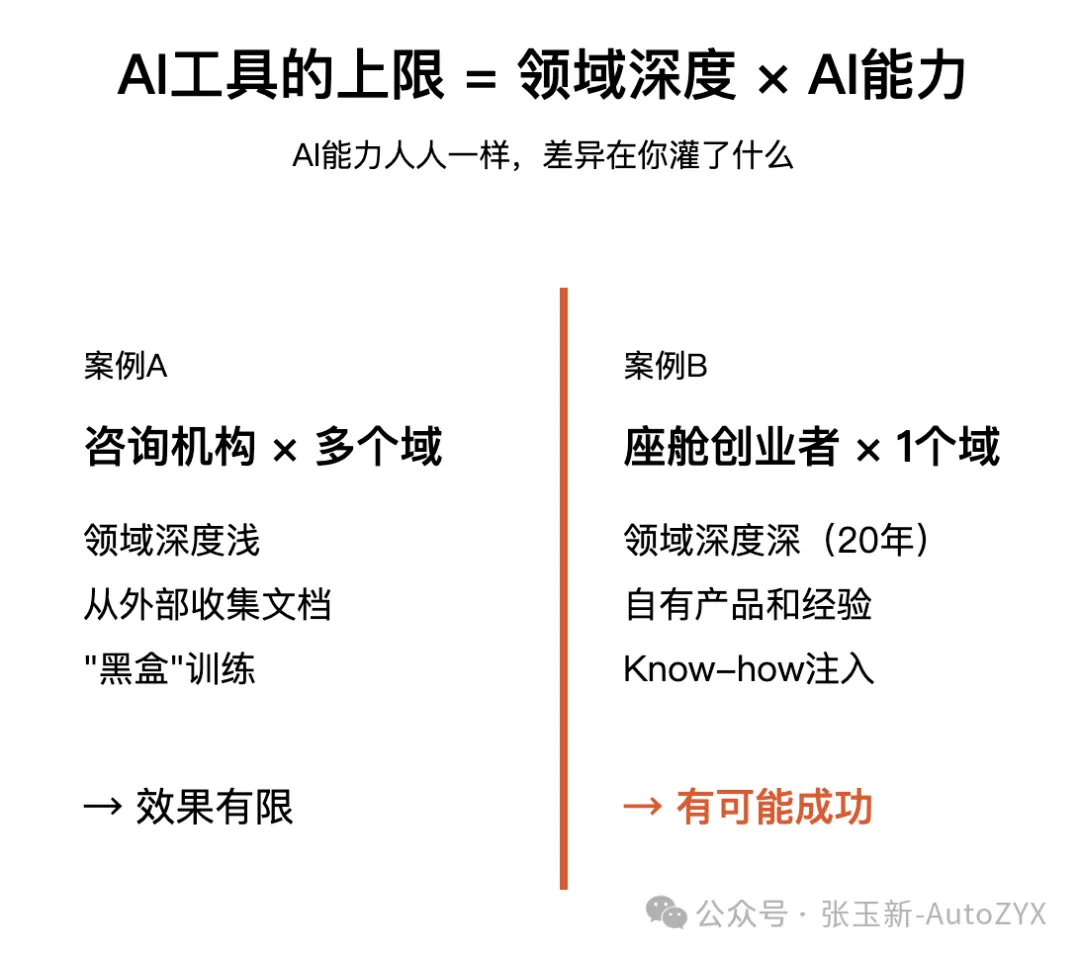 AI工具的上限 = 领域深度 × AI能力
AI能力人人一样，差异在你灌了什么
案例A
咨询机构 × 多个域
领域深度浅
从外部收集文档
"黑盒"训练
→ 效果有限
案例B
座舱创业者 × 1个域
领域深度深（20年）
自有产品和经验
Know-how注入
→ 有可能成功
公众号 · 张玉新-AutoZYX